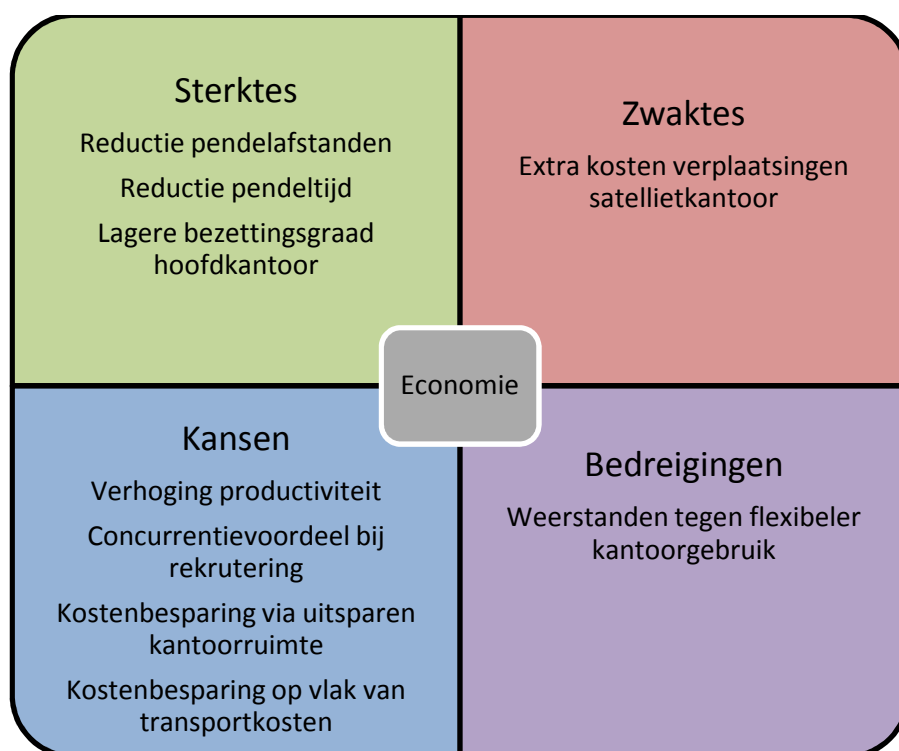 Sterktes
Reductie pendelafstanden
Reductie pendeltijd
Lagere bezettingsgraad
hoofdkantoor
Zwaktes
Extra kosten verplaatsingen
satellietkantoor
Economie
Kansen
Verhoging productiviteit
Concurrentievoordeel bij
rekrutering
Kostenbesparing via uitsparen
kantoorruimte
Kostenbesparing op vlak van
transportkosten
Bedreigingen
Weerstanden tegen flexibeler
kantoorgebruik